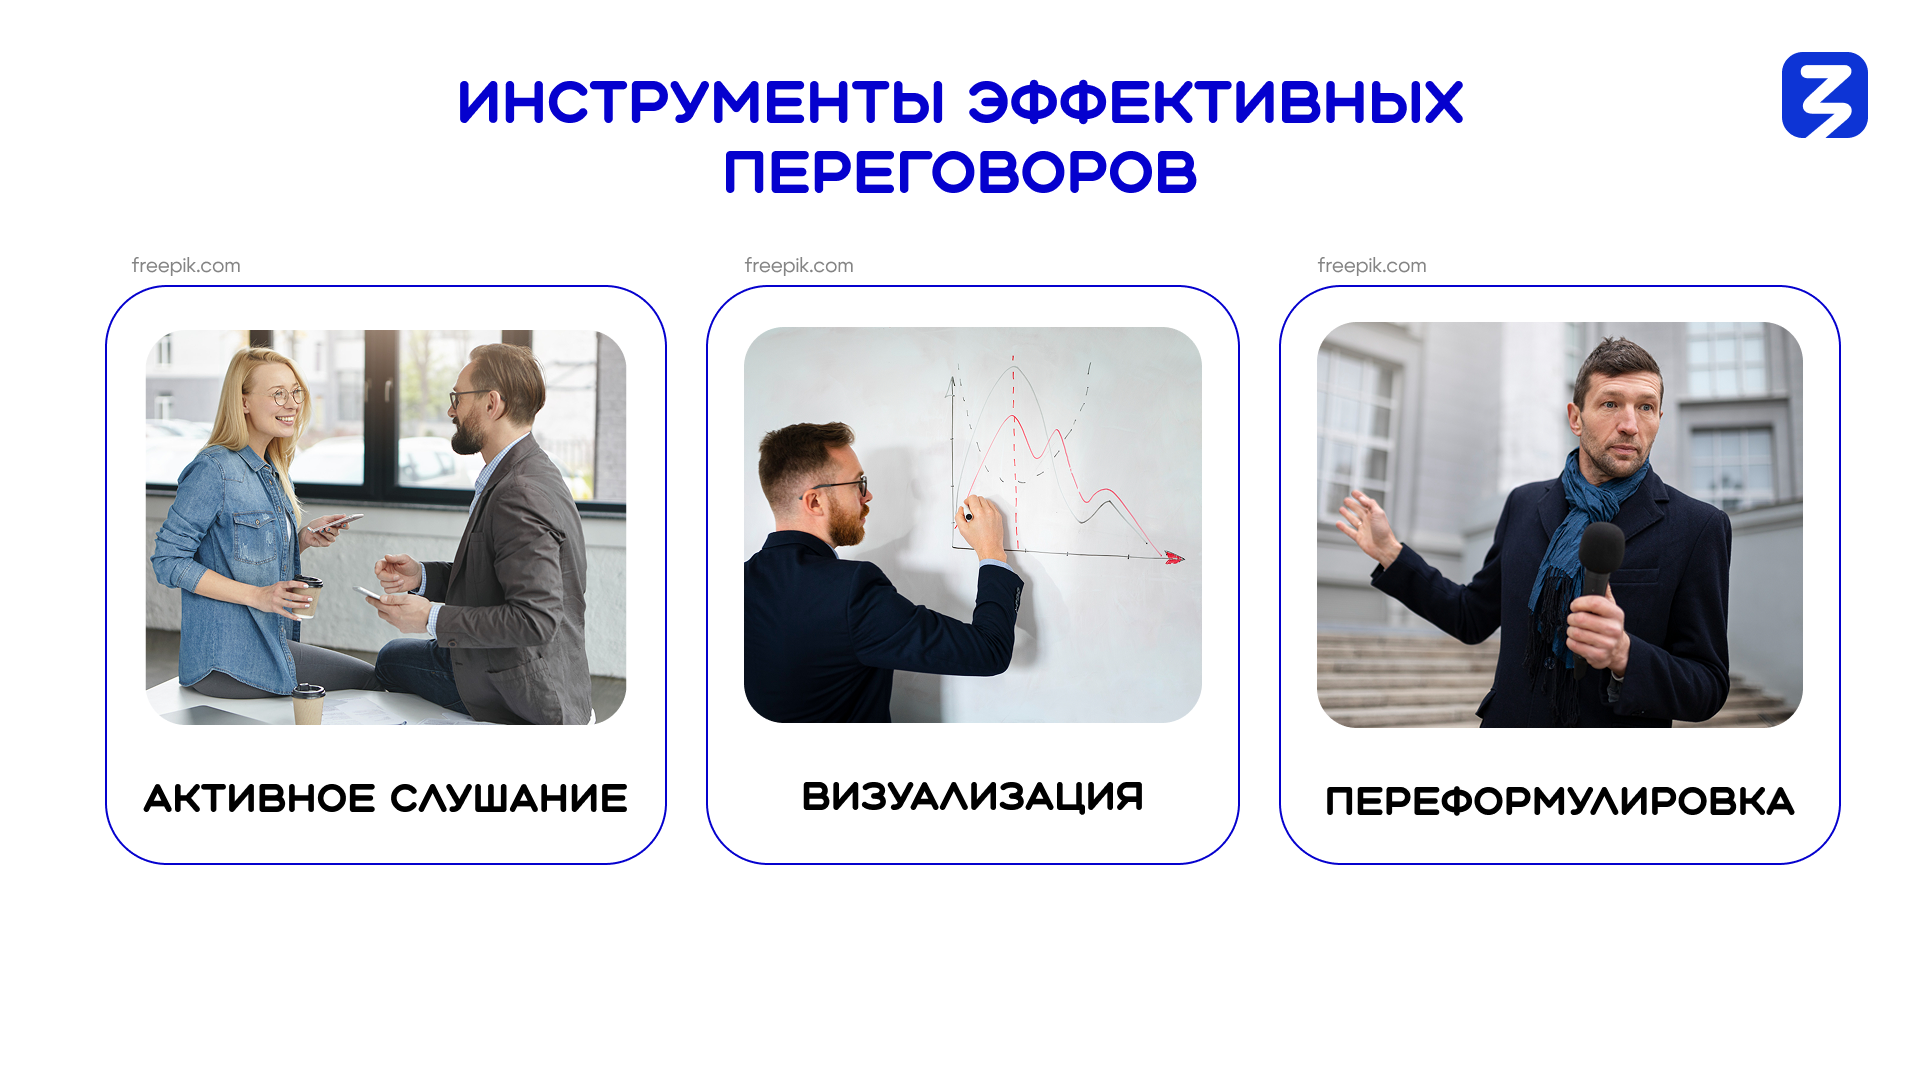 ИНСТРУМЕНТЫ ЭФФЕКТИВНЫХ
ПЕРЕГОВОРОВ
freepik.com
freepik.com
freepik.com
АКТИВНОЕ СЛУШАНИЕ
ВИЗУАЛИЗАЦИЯ
ПЕРЕФОРМУЛИРОВКА